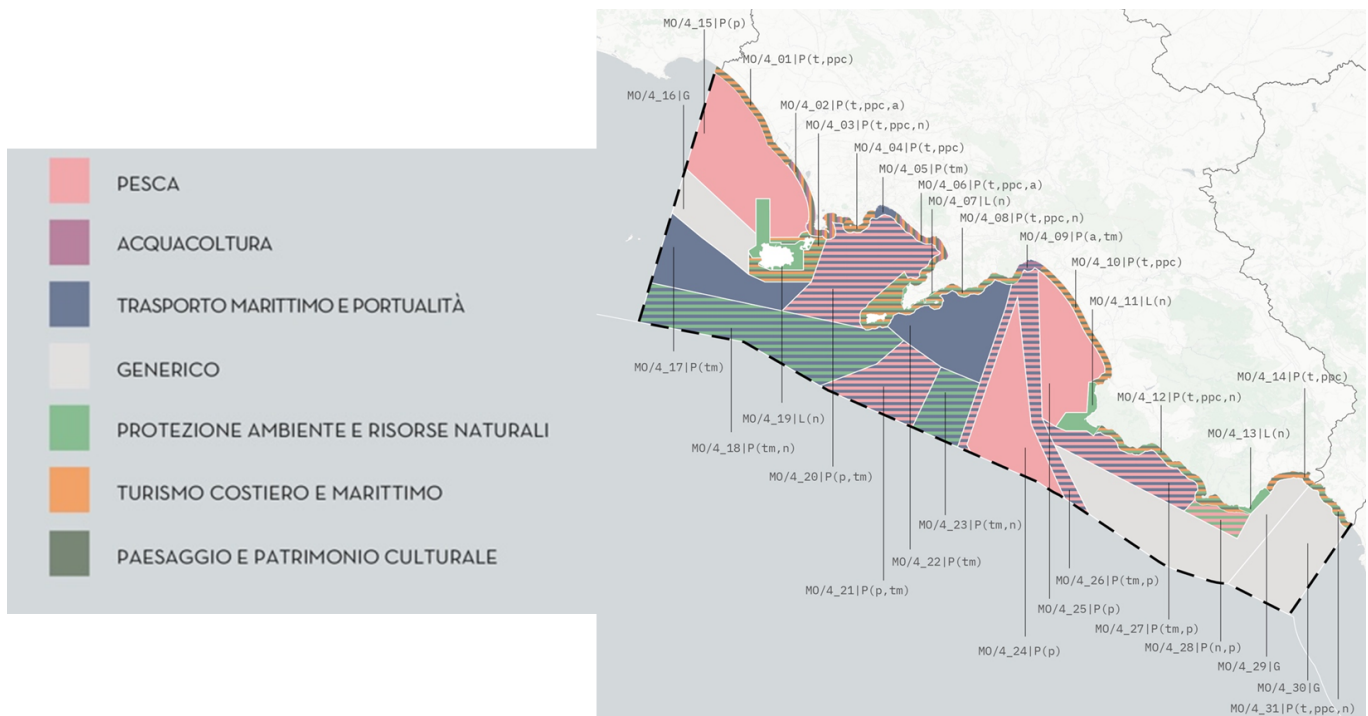 PESCA
ACQUACOLTURA
TRASPORTO MARITTIMO E PORTUALITÀ
GENERICO
PROTEZIONE AMBIENTE E RISORSE NATURALI
TURISMO COSTIERO E MARITTIMO
PAESAGGIO E PATRIMONIO CULTURALE
MO/4_15|P(p)
MO/4_01|P(t,ppc)
MO/4_16|G
MO/4_02|P(t,ppc,a)
MO/4_03|P(t,ppc,n)
MO/4_04|P(t,ppc)
MO/4_05|P(tm)
MO/4_06|P(t,ppc,a)
MO/4_07|L(n)
MO/4_08|P(t,ppc,n)
MO/4_09|P(a,tm)
MO/4_10|P(t,ppc)
MO/4_11|L(n)
MO/4_17|P(tm)
MO/4_14|P(t,ppc)
MO/4_12|P(t,ppc,n)
MO/4_19|L(n)
MO/4_13|L(n)
MO/4_18|P(tm,n)
MO/4_20|P(p,tm)
MO/4_23|P(tm,n)
MO/4_22|P(tm)
MO/4_21|P(p,tm)
MO/4_26|P(tm,p)
MO/4_25|P(p)
MO/4_27|P(tm,p)
MO/4_24|P(p)
MO/4_28|P(n,p)
MO/4_29|G
MO/4_30|G
MO/4_31|P(t,ppc,n)